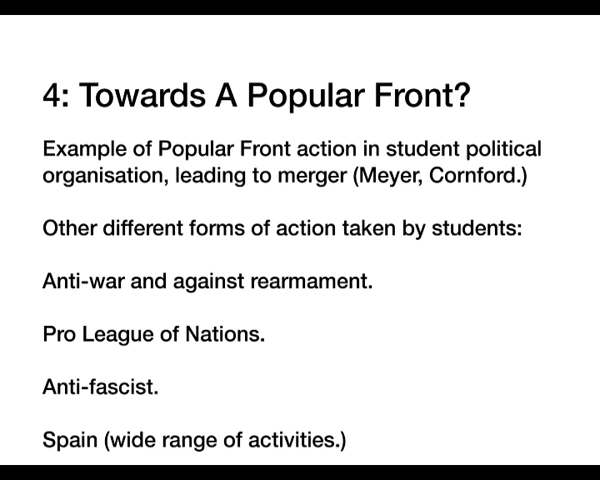 4: Towards A Popular Front?
Example of Popular Front action in student political
organisation, leading to merger (Meyer, Cornford.)
Other different forms of action taken by students:
Anti-war and against rearmament.
Pro League of Nations.
Anti-fascist.
Spain (wide range of activities.)